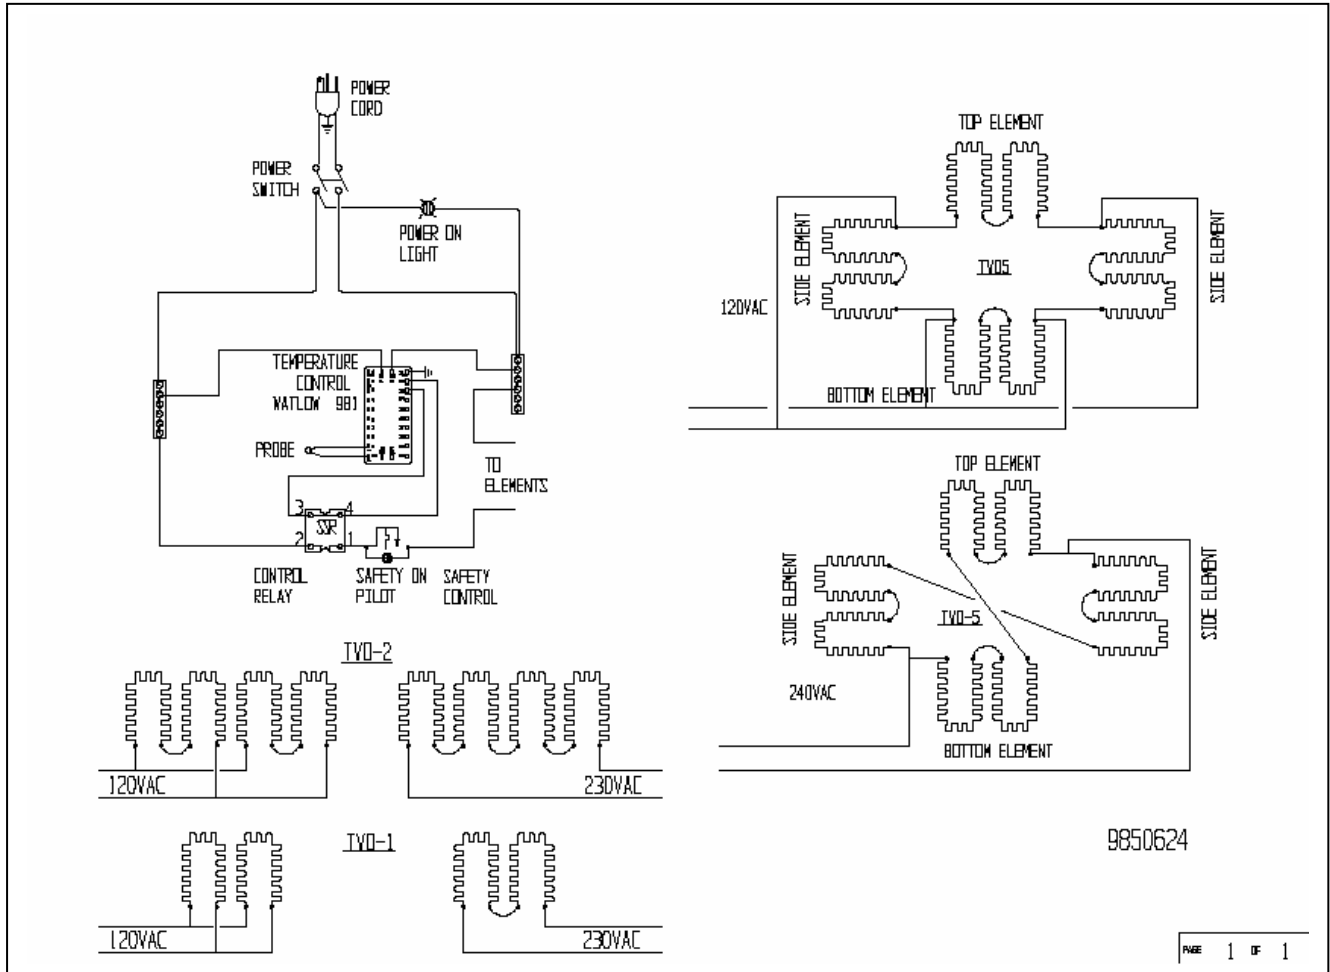 POWER
CORD
POWER
SWITCH
POWER ON
LIGHT
TEMPERATURE
CONTROL
WATLOW 981
PROBE
TO
ELEMENTS
3
4
SSR
2
1
CONTROL
RELAY
SAFETY ON
PILOT
SAFETY
CONTROL
TOP ELEMENT
SIDE ELEMENT
TVO5
SIDE ELEMENT
120VAC
BOTTOM ELEMENT
TOP ELEMENT
SIDE ELEMENT
TVO-5
SIDE ELEMENT
240VAC
BOTTOM ELEMENT
TVO-2
120VAC
230VAC
TVO-1
120VAC
230VAC
9850624
PAGE 1 OF 1